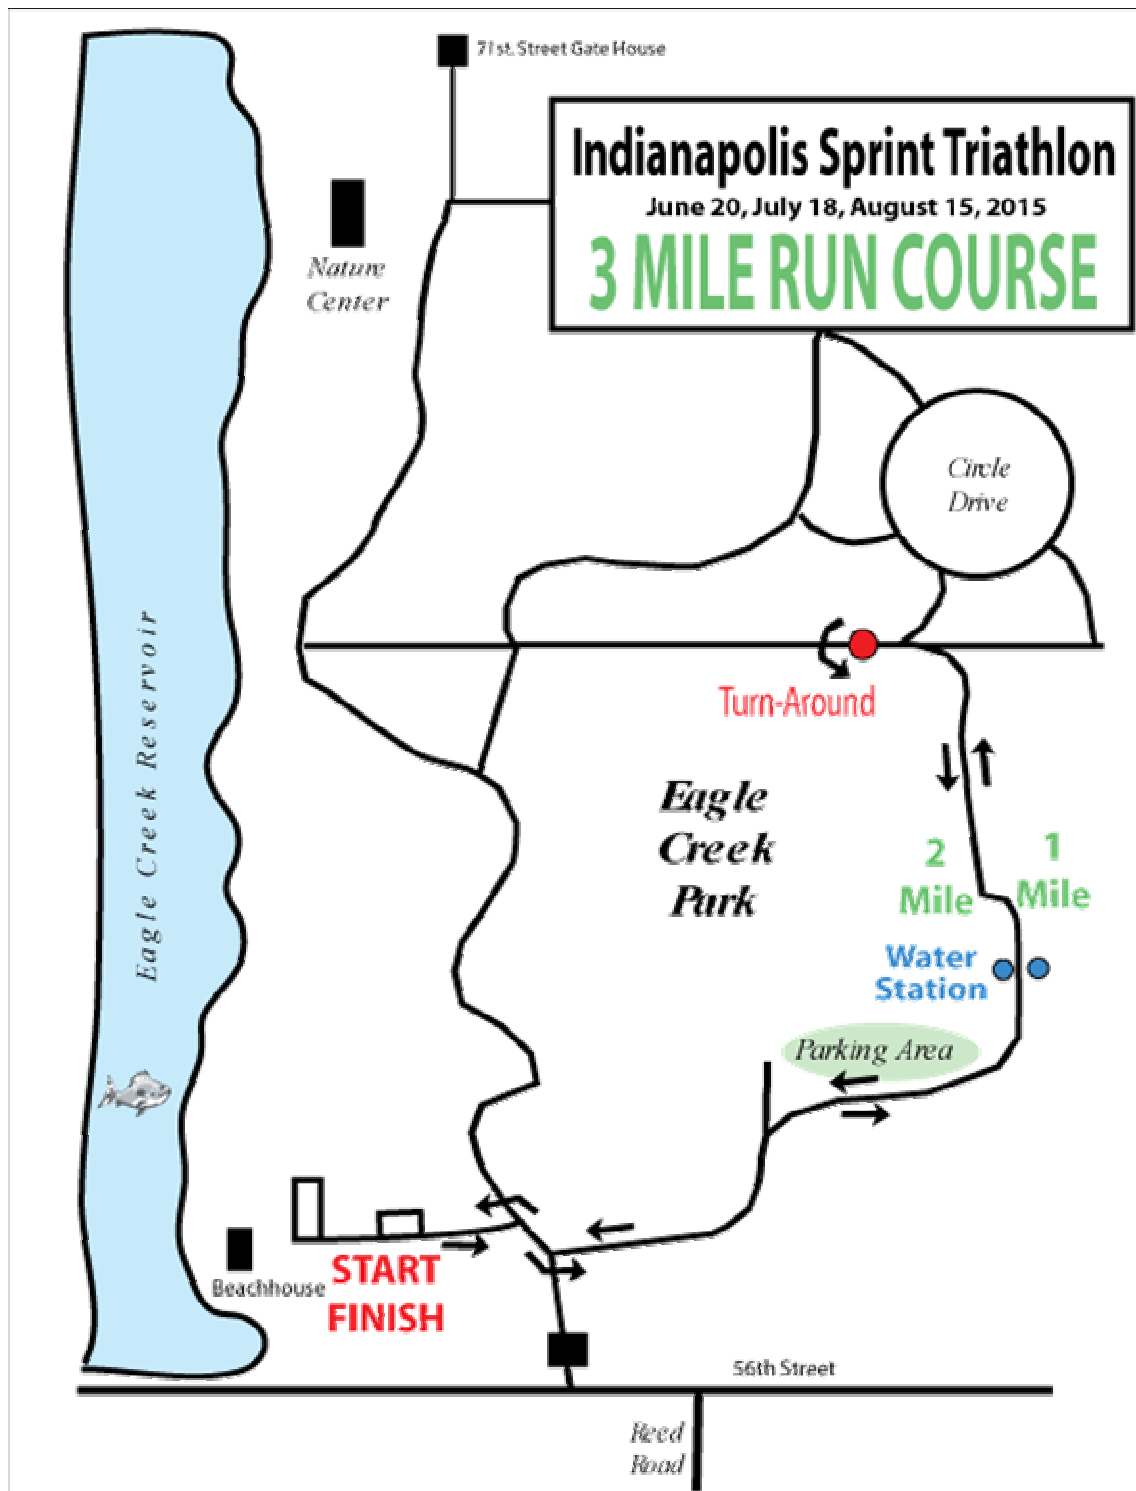 71st. Street Gate House
Indianapolis Sprint Triathlon
June 20, July 18, August 15, 2015
3 MILE RUN COURSE
Nature
Center
Circle
Drive
Turn-Around
Eagle Creek Reservoir
Eagle
Creek
Park
2
Mile
1
Mile
Water
Station
Parking Area
START
FINISH
Beachhouse
56th Street
Reed
Road